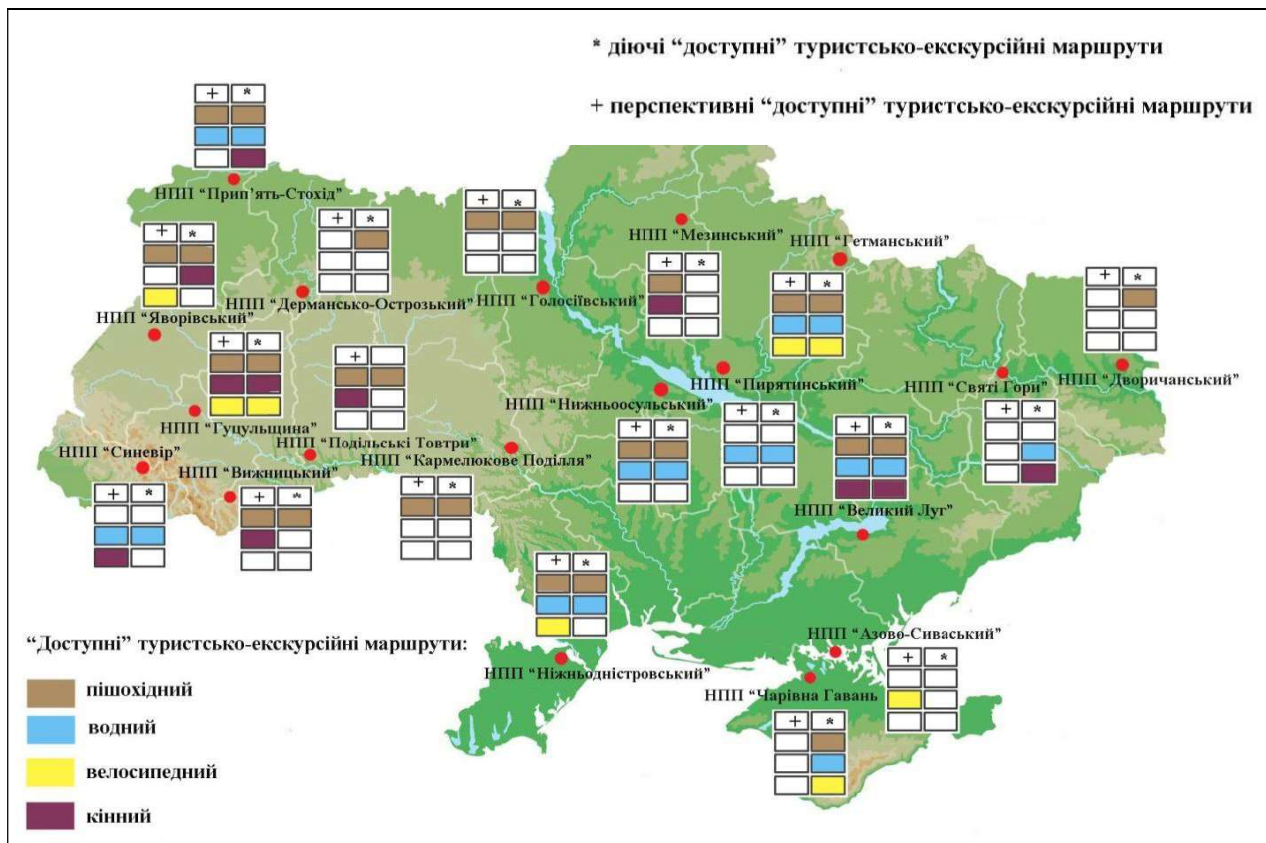 * діючі “доступні” туристсько-екскурсійні маршрути
+ перспективні “доступні” туристсько-екскурсійні маршрути
+ *
НПП “Прип’ять-Стохід”
+ *
+ *
+ *
НПП “Мезинський”
НПП “Гетманський”
+ *
+ *
+ *
НПП “Дермансько-Острозький”
НПП “Голосіївський”
НПП “Яворівський”
+ *
+
НПП “Пирятинський”
НПП “Святі Гори”
НПП “Дворичанський”
НПП “Нижньоосульський”
НПП “Гуцульщина”
+ *
+ *
+ *
+ *
НПП “Подільські Товтри”
НПП “Синевір”
НПП “Кармелюкове Поділля”
НПП “Вижницький”
+ *
+ *
+ *
НПП “Великий Луг”
+ *
“Доступні” туристсько-екскурсійні маршрути:
НПП “Азово-Сиваський”
+ *
НПП “Ніжньодністровський”
НПП “Чарівна Гавань
пішохідний
+ *
водний
велосипедний
кінний